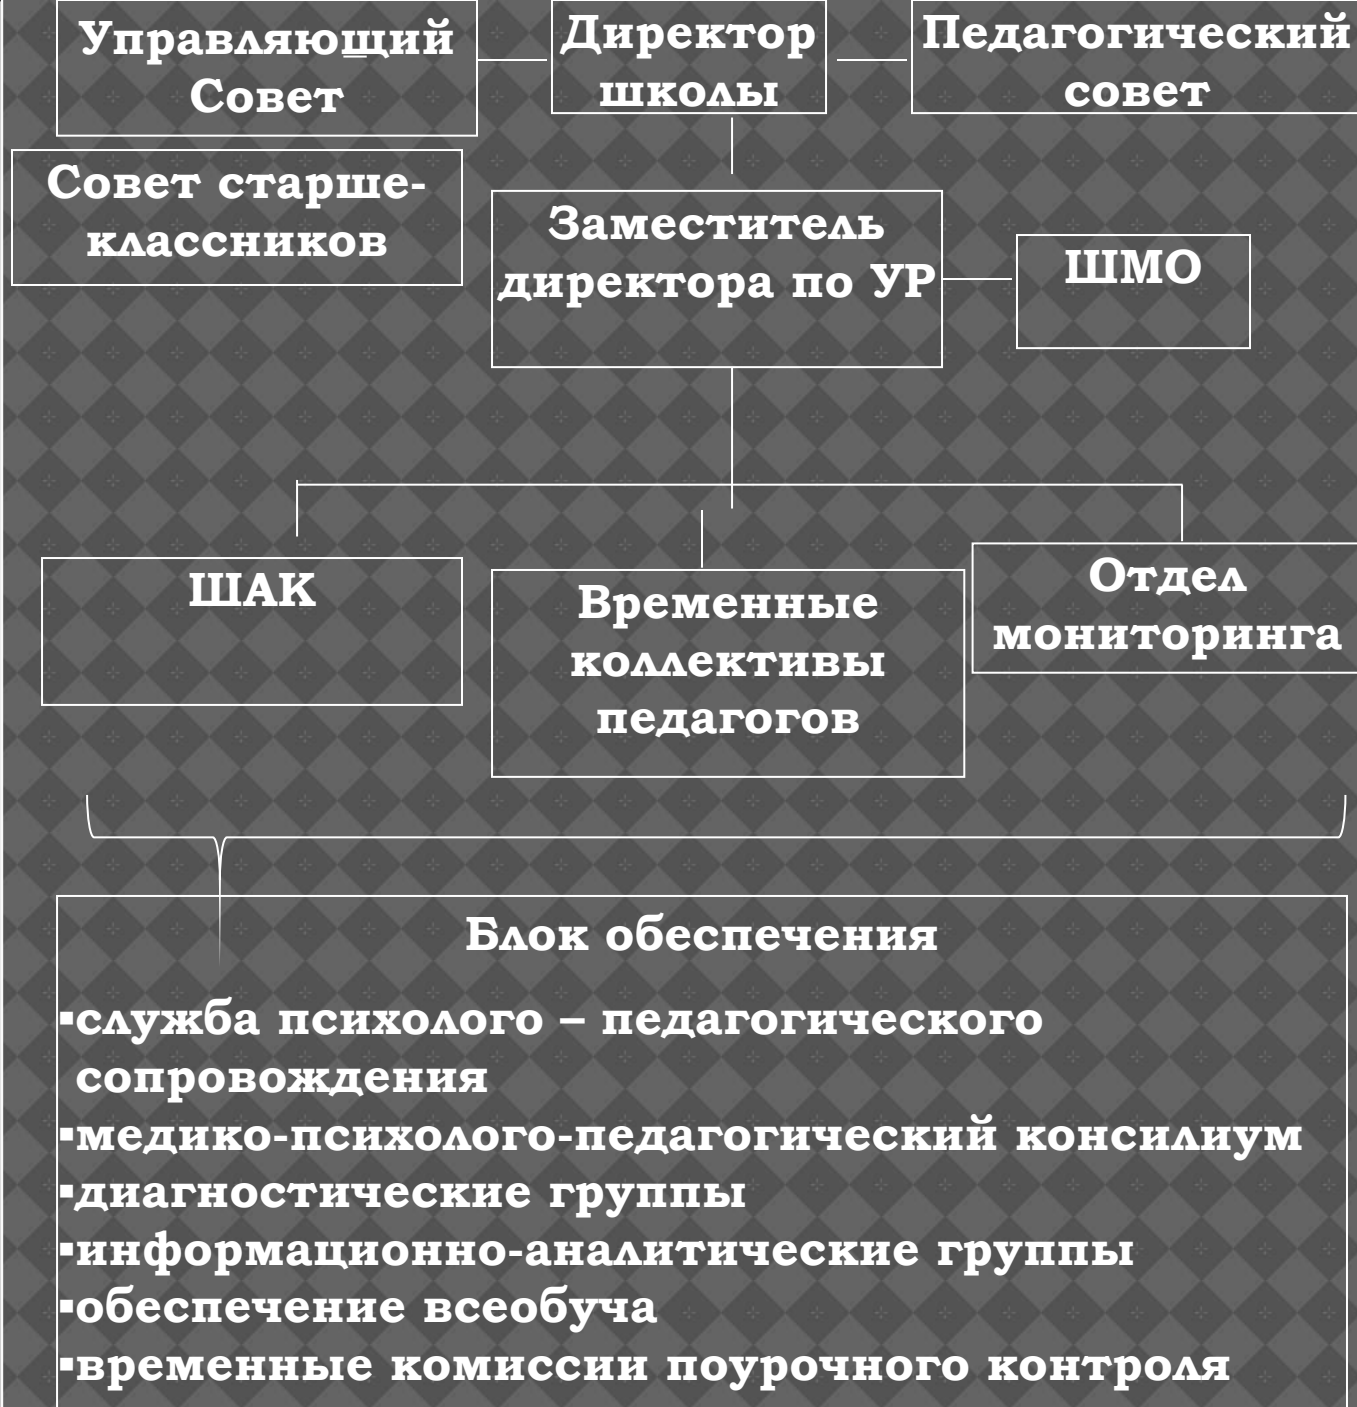 Управляющий
Совет
Директор
школы
Педагогический
совет
Совет старше-
классников
Заместитель
директора по УР
ШМО
ШАК
Временные
коллективы
педагогов
Отдел
мониторинга
Блок обеспечения
▪служба психолого – педагогического
сопровождения
▪медико-психолого-педагогический консилиум
▪диагностические группы
▪информационно-аналитические группы
▪обеспечение всеобуча
▪временные комиссии поурочного контроля